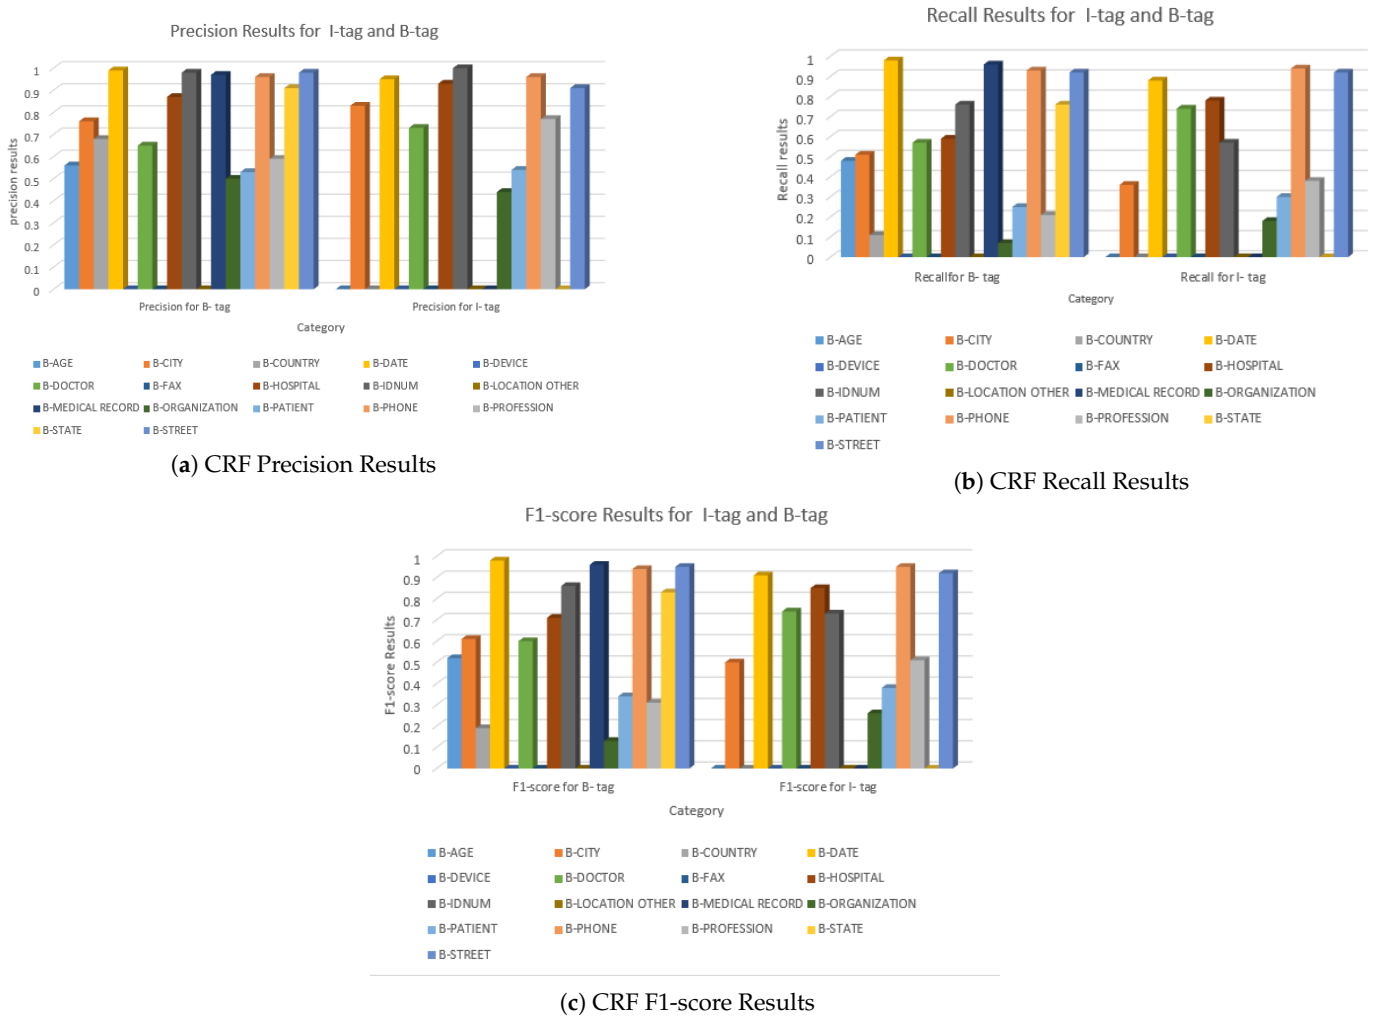 Precision Results for I-tag and B-tag
precision results
1
0.9
0.8
0.7
0.6
0.5
0.4
0.3
0.2
0.1
0
Precision for B- tag Precision for I- tag
Category
B-AGE B-CITY B-COUNTRY B-DATE B-DEVICE
B-DOCTOR B-FAX B-HOSPITAL B-IDNUM B-LOCATION OTHER
B-MEDICAL RECORD B-ORGANIZATION B-PATIENT B-PHONE B-PROFESSION
B-STATE B-STREET
(a) CRF Precision Results
Recall Results for I-tag and B-tag
Recall results
1
0.9
0.8
0.7
0.6
0.5
0.4
0.3
0.2
0.1
0
Recallfor B- tag Recall for I- tag
Category
B-AGE B-CITY B-COUNTRY B-DATE
B-DEVICE B-DOCTOR B-FAX B-HOSPITAL
B-IDNUM B-LOCATION OTHER B-MEDICAL RECORD B-ORGANIZATION
B-PATIENT B-PHONE B-PROFESSION B-STATE
B-STREET
(b) CRF Recall Results
F1-score Results for I-tag and B-tag
F1-score Results
1
0.9
0.8
0.7
0.6
0.5
0.4
0.3
0.2
0.1
0
F1-score for B- tag F1-score for I- tag
Category
B-AGE B-CITY B-COUNTRY B-DATE
B-DEVICE B-DOCTOR B-FAX B-HOSPITAL
B-IDNUM B-LOCATION OTHER B-MEDICAL RECORD B-ORGANIZATION
B-PATIENT B-PHONE B-PROFESSION B-STATE
B-STREET
(c) CRF F1-score Results